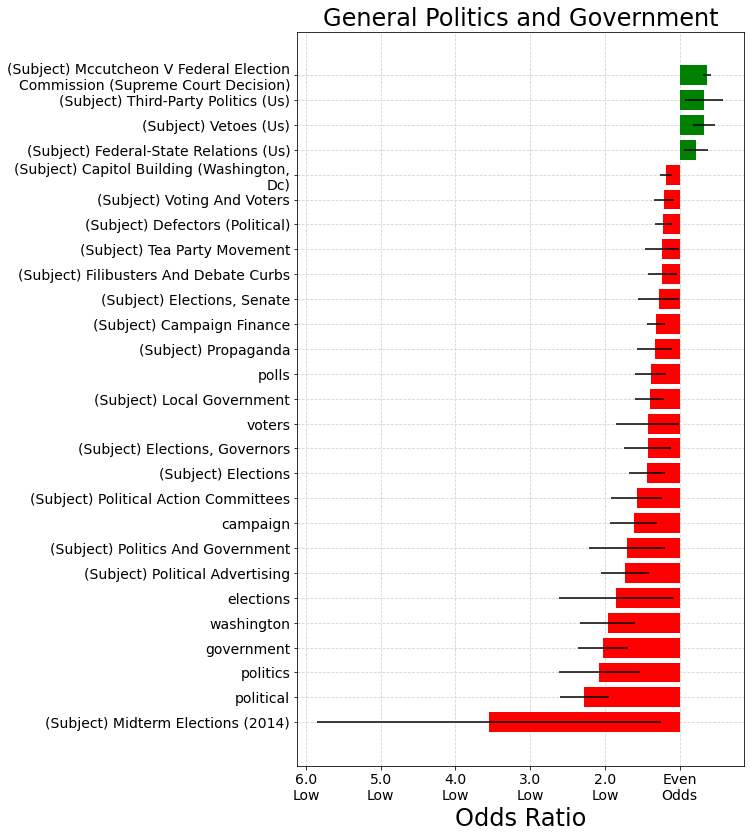 General Politics and Government
(Subject) Mccutcheon V Federal Election
Commission (Supreme Court Decision)
(Subject) Third-Party Politics (Us)
(Subject) Vetoes (Us)
(Subject) Federal-State Relations (Us)
(Subject) Capitol Building (Washington,
Dc)
(Subject) Voting And Voters
(Subject) Defectors (Political)
(Subject) Tea Party Movement
(Subject) Filibusters And Debate Curbs
(Subject) Elections, Senate
(Subject) Campaign Finance
(Subject) Propaganda
polls
(Subject) Local Government
voters
(Subject) Elections, Governors
(Subject) Elections
(Subject) Political Action Committees
campaign
(Subject) Politics And Government
(Subject) Political Advertising
elections
washington
government
politics
political
(Subject) Midterm Elections (2014)
6.0 5.0 4.0 3.0 2.0 Even
Low Low Low Low Low Odds
Odds Ratio